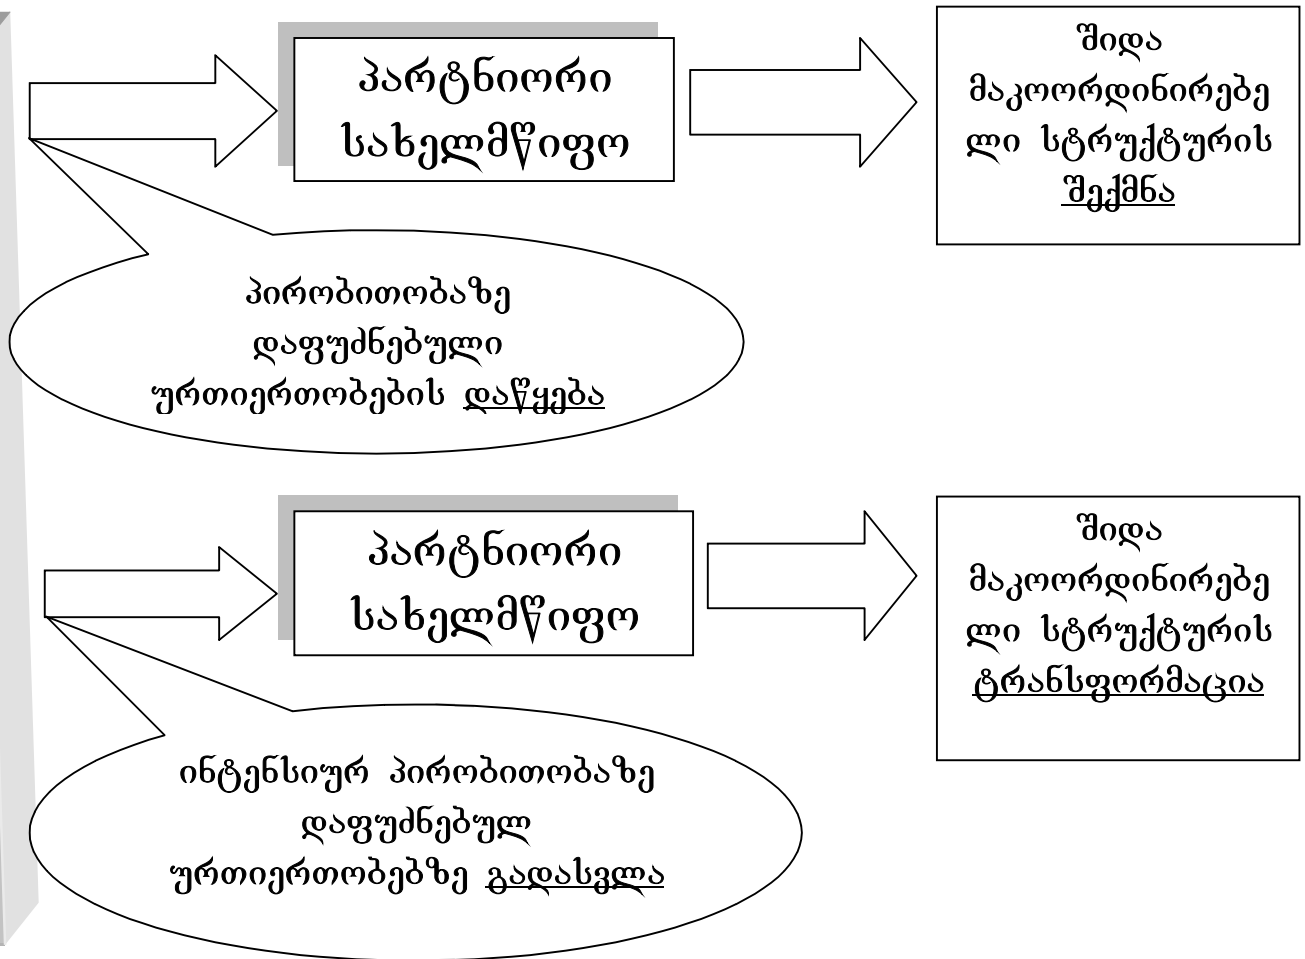 პარტნიორი
სახელმწიფო
შიდა
მაკოორდინირებე
ლი სტრუქტურის
შექმნა
პირობითობაზე
დაფუძნებული
ურთიერთობების დაწყება
პარტნიორი
სახელმწიფო
შიდა
მაკოორდინირებე
ლი სტრუქტურის
ტრანსფორმაცია
ინტენსიურ პირობითობაზე
დაფუძნებულ
ურთიერთობებზე გადასვლა